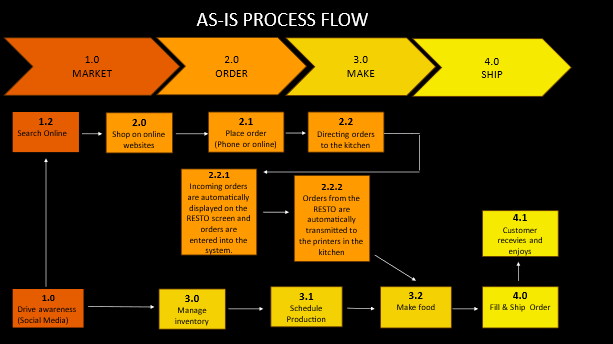 AS-IS PROCESS FLOW
1.0
MARKET
2.0
ORDER
3.0
MAKE
4.0
SHIP
1.2
Search Online
2.0
Shop on online
websites
2.1
Place order
(Phone or online)
2.2
Directing orders
to the kitchen
2.2.1
Incoming orders
are automatically
displayed on the
RESTO screen and
orders are
entered into the
system.
2.2.2
Orders from the
RESTO are
automatically
transmitted to
the printers in the
kitchen
4.1
Customer
recevies and
enjoys
1.0
Drive awareness
(Social Media)
3.0
Manage
inventory
3.1
Schedule
Production
3.2
Make food
4.0
Fill & Ship Order